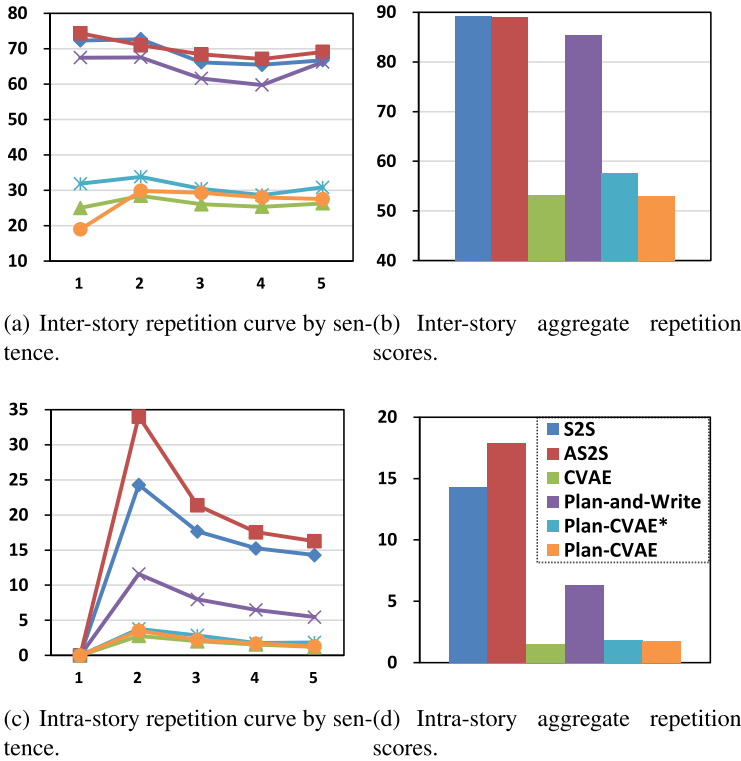 80
70
60
50
40
30
20
10
1 2 3 4 5
90
80
70
60
50
40
(a) Inter-story repetition curve by sen-
tence.
(b) Inter-story aggregate repetition
scores.
35
30
25
20
15
10
5
0
1 2 3 4 5
20
15
10
5
0
S2S
AS2S
CVAE
Plan-and-Write
Plan-CVAE*
Plan-CVAE
(c) Intra-story repetition curve by sen-
tence.
(d) Intra-story aggregate repetition
scores.